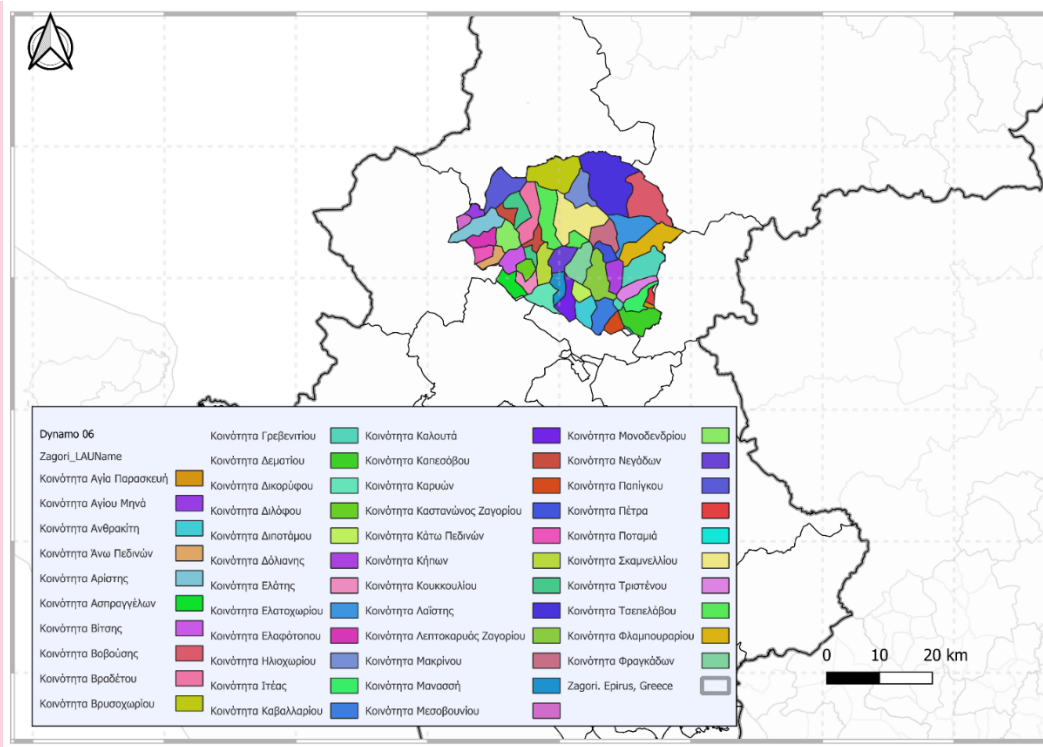 Dynamo 06
Zagori_LAUName
Κοινότητα Αγία Παρασκευή
Κοινότητα Αγίου Μηνά
Κοινότητα Ανθρακίτη
Κοινότητα Άνω Πεδινών
Κοινότητα Αρίστης
Κοινότητα Ασπραγγέλων
Κοινότητα Βίτσης
Κοινότητα Βοβούσης
Κοινότητα Βραδέτου
Κοινότητα Βρυσοχωρίου
Κοινότητα Γρεβενιτίου
Κοινότητα Δεματίου
Κοινότητα Δικορύφου
Κοινότητα Διλόφου
Κοινότητα Διποτάμου
Κοινότητα Δόλιανης
Κοινότητα Ελάτης
Κοινότητα Ελατοχωρίου
Κοινότητα Ελαφότοπου
Κοινότητα Ηλιοχωρίου
Κοινότητα Ιτέας
Κοινότητα Καβαλλαρίου
Κοινότητα Καλουτά
Κοινότητα Καπεσόβου
Κοινότητα Καρυών
Κοινότητα Καστανώνος Ζαγορίου
Κοινότητα Κάτω Πεδινών
Κοινότητα Κήπων
Κοινότητα Κουκκουλίου
Κοινότητα Λαΐστης
Κοινότητα Λεπτοκαρυάς Ζαγορίου
Κοινότητα Μακρίνου
Κοινότητα Μανασσή
Κοινότητα Μεσοβουνίου
Κοινότητα Μονοδενδρίου
Κοινότητα Νεγάδων
Κοινότητα Παπίγκου
Κοινότητα Πέτρα
Κοινότητα Ποταμιά
Κοινότητα Σκαμνελλίου
Κοινότητα Τριστένου
Κοινότητα Τσεπελόβου
Κοινότητα Φλαμπουραρίου
Κοινότητα Φραγκάδων
Zagori. Epirus, Greece
0 10 20 km